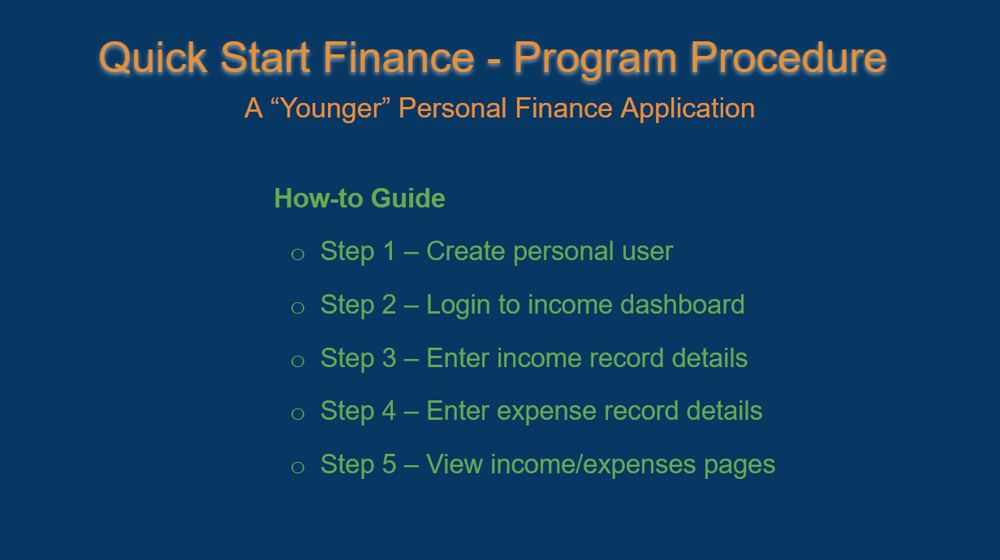 Quick Start Finance - Program Procedure
A “Younger” Personal Finance Application
How-to Guide
○ Step 1 – Create personal user
○ Step 2 – Login to income dashboard
○ Step 3 – Enter income record details
○ Step 4 – Enter expense record details
○ Step 5 – View income/expenses pages